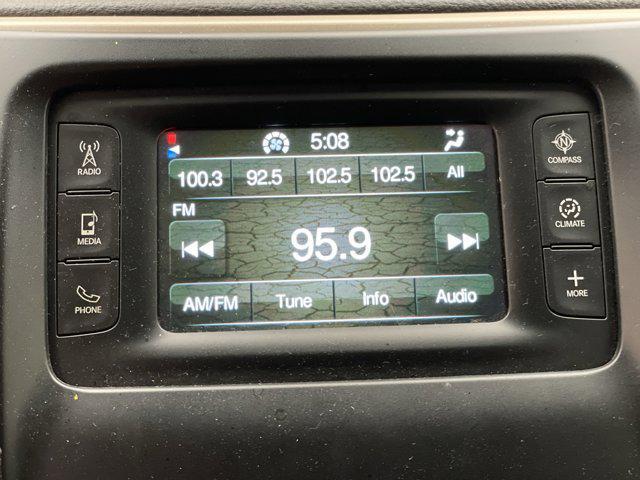 5:08
100.3 92.5 102.5 102.5 All
FM
95.9
AM/FM Tune Info Audio
RADIO
MEDIA
PHONE
N
COMPASS
CLIMATE
MORE